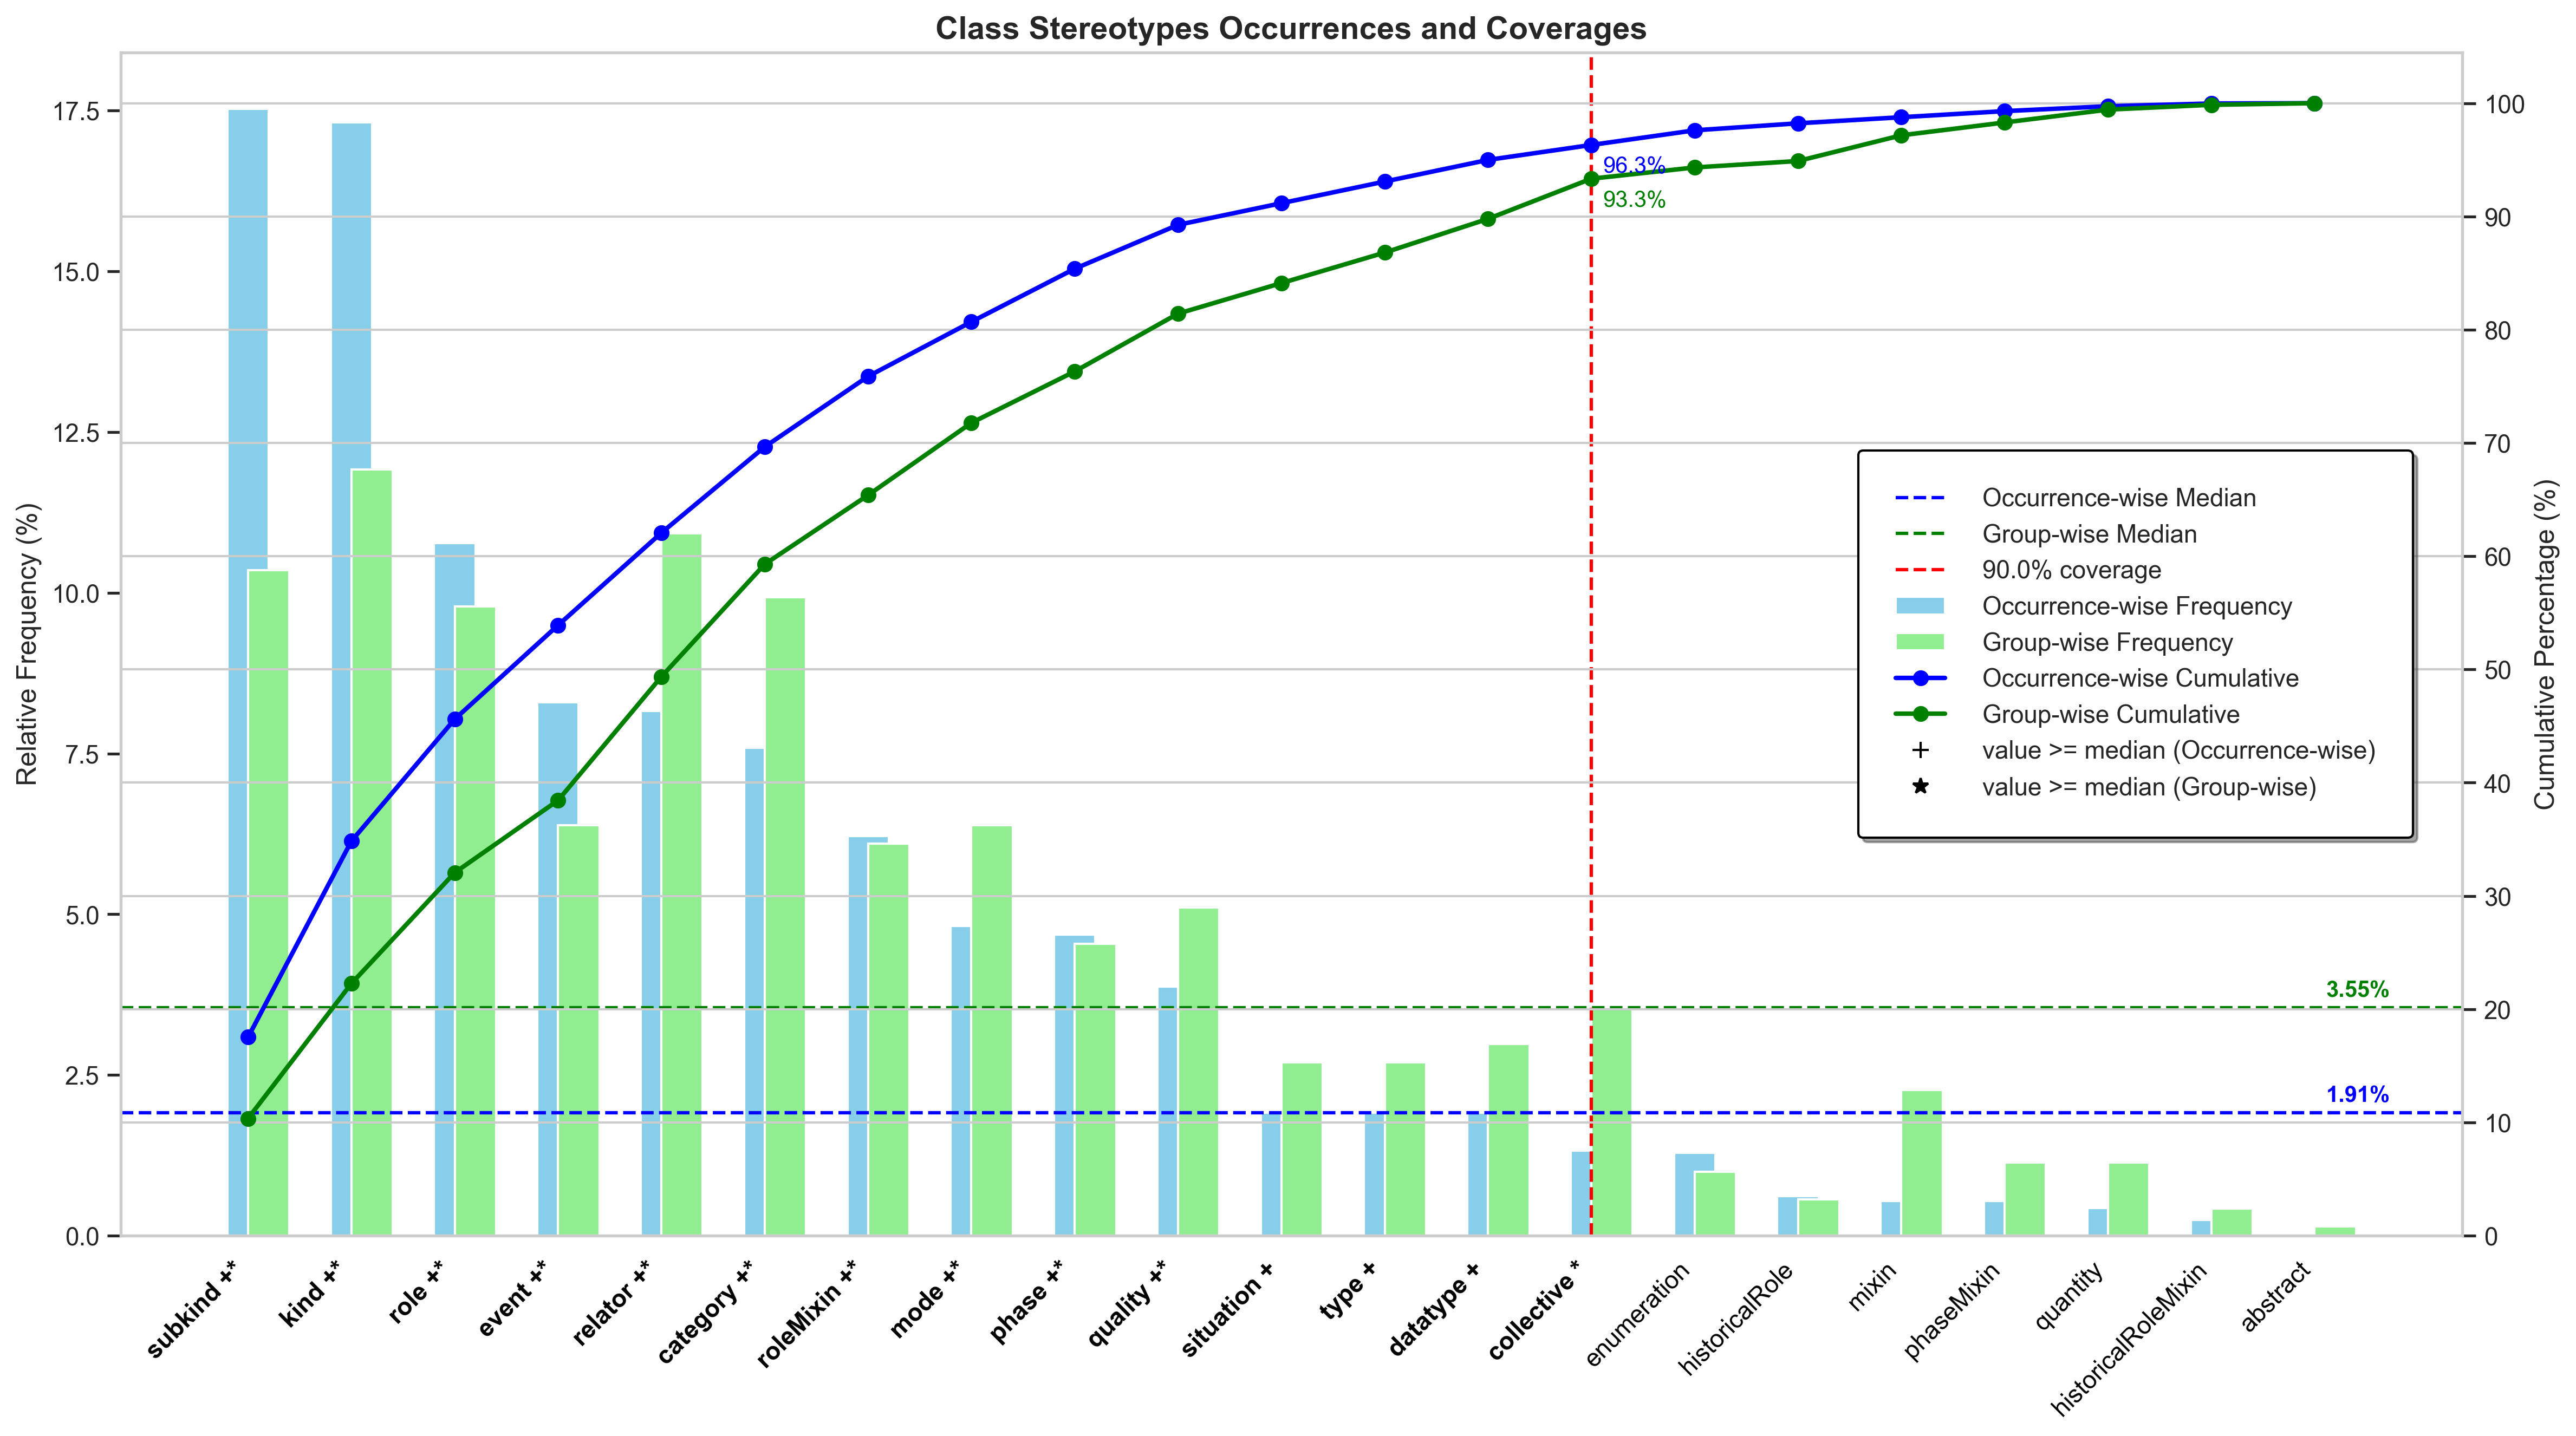 Class Stereotypes Occurrences and Coverages
Relative Frequency (%)
17.5
15.0
12.5
10.0
7.5
5.0
2.5
0.0
100
90
80
70
60
50
40
30
20
10
0
Cumulative Percentage (%)
96.3%
93.3%
Occurrence-wise Median
Group-wise Median
90.0% coverage
Occurrence-wise Frequency
Group-wise Frequency
Occurrence-wise Cumulative
Group-wise Cumulative
value >= median (Occurrence-wise)
value >= median (Group-wise)
3.55%
1.91%
subkind +*
kind +*
role +*
event +*
relator +*
category +*
roleMixin +*
mode +*
phase +*
quality +*
situation +
type +
datatype +
collective *
enumeration
historicalRole
mixin
phaseMixin
quantity
historicalRoleMixin
abstract